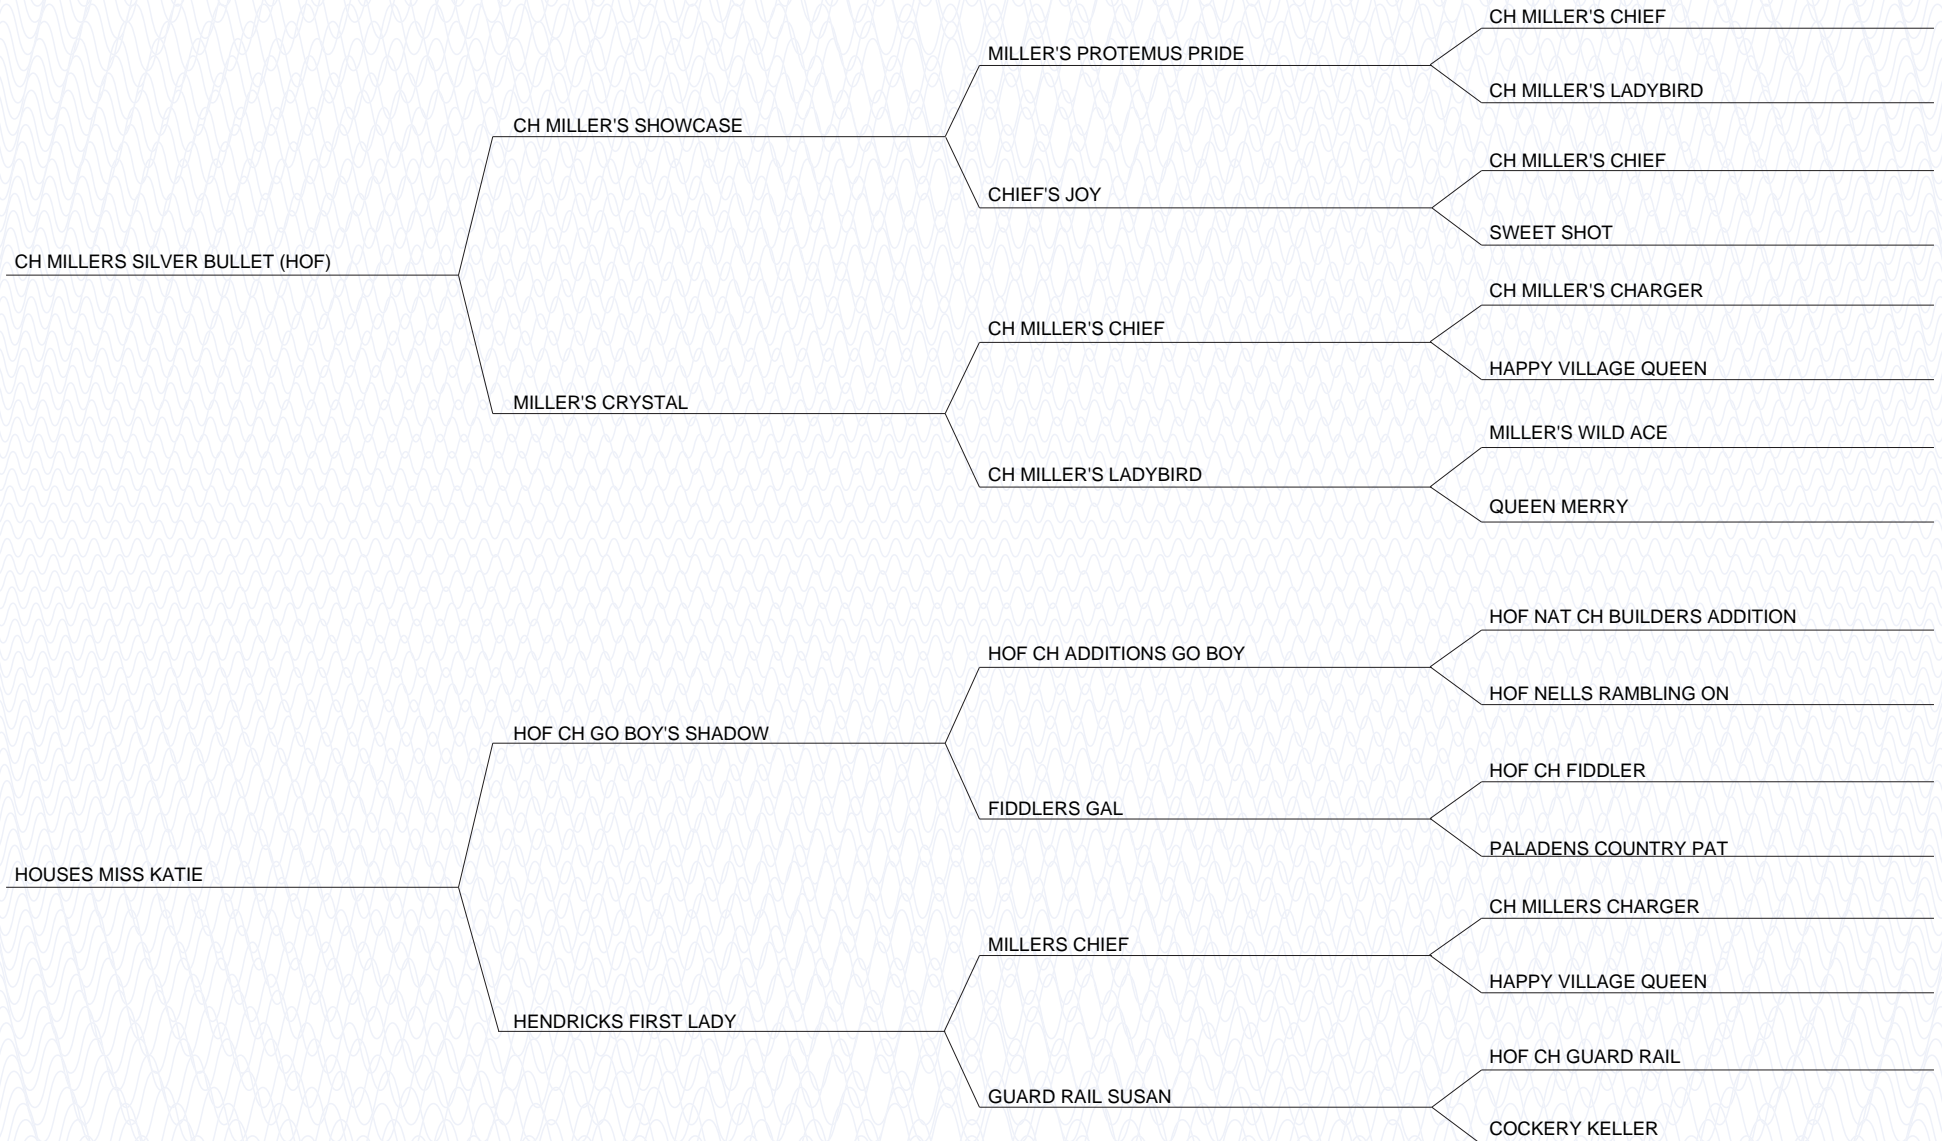 CH MILLER'S CHIEF
MILLER'S PROTEMUS PRIDE
CH MILLER'S LADYBIRD
CH MILLER'S SHOWCASE
CH MILLER'S CHIEF
CHIEF'S JOY
SWEET SHOT
CH MILLERS SILVER BULLET (HOF)
CH MILLER'S CHARGER
CH MILLER'S CHIEF
HAPPY VILLAGE QUEEN
MILLER'S CRYSTAL
MILLER'S WILD ACE
CH MILLER'S LADYBIRD
QUEEN MERRY
HOF NAT CH BUILDERS ADDITION
HOF CH ADDITIONS GO BOY
HOF NELLS RAMBLING ON
HOF CH GO BOY'S SHADOW
HOF CH FIDDLER
FIDDLERS GAL
PALADENS COUNTRY PAT
HOUSES MISS KATIE
CH MILLERS CHARGER
MILLERS CHIEF
HAPPY VILLAGE QUEEN
HENDRICKS FIRST LADY
HOF CH GUARD RAIL
GUARD RAIL SUSAN
COCKERY KELLER